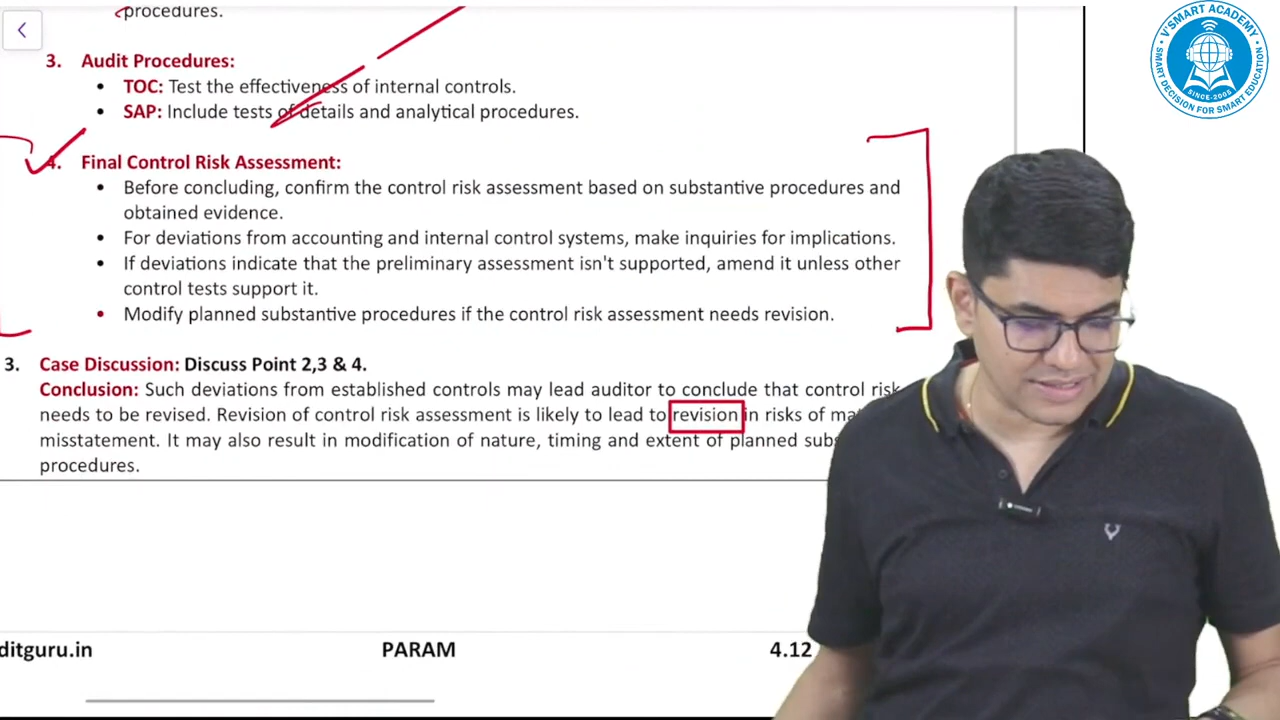 procedures.
3. Audit Procedures:
• TOC: Test the effectiveness of internal controls.
• SAP: Include tests of details and analytical procedures.
4. Final Control Risk Assessment:
• Before concluding, confirm the control risk assessment based on substantive procedures and
obtained evidence.
• For deviations from accounting and internal control systems, make inquiries for implications.
• If deviations indicate that the preliminary assessment isn't supported, amend it unless other
control tests support it.
• Modify planned substantive procedures if the control risk assessment needs revision.
3. Case Discussion: Discuss Point 2,3 & 4.
Conclusion: Such deviations from established controls may lead auditor to conclude that control risk
needs to be revised. Revision of control risk assessment is likely to lead to revision in risks of
misstatement. It may also result in modification of nature, timing and extent of planned
procedures.
ditguru.in PARAM 4.12
V'SMART ACADEMY
SINCE-2005
SMART DECISION FOR SMART EDUCATION